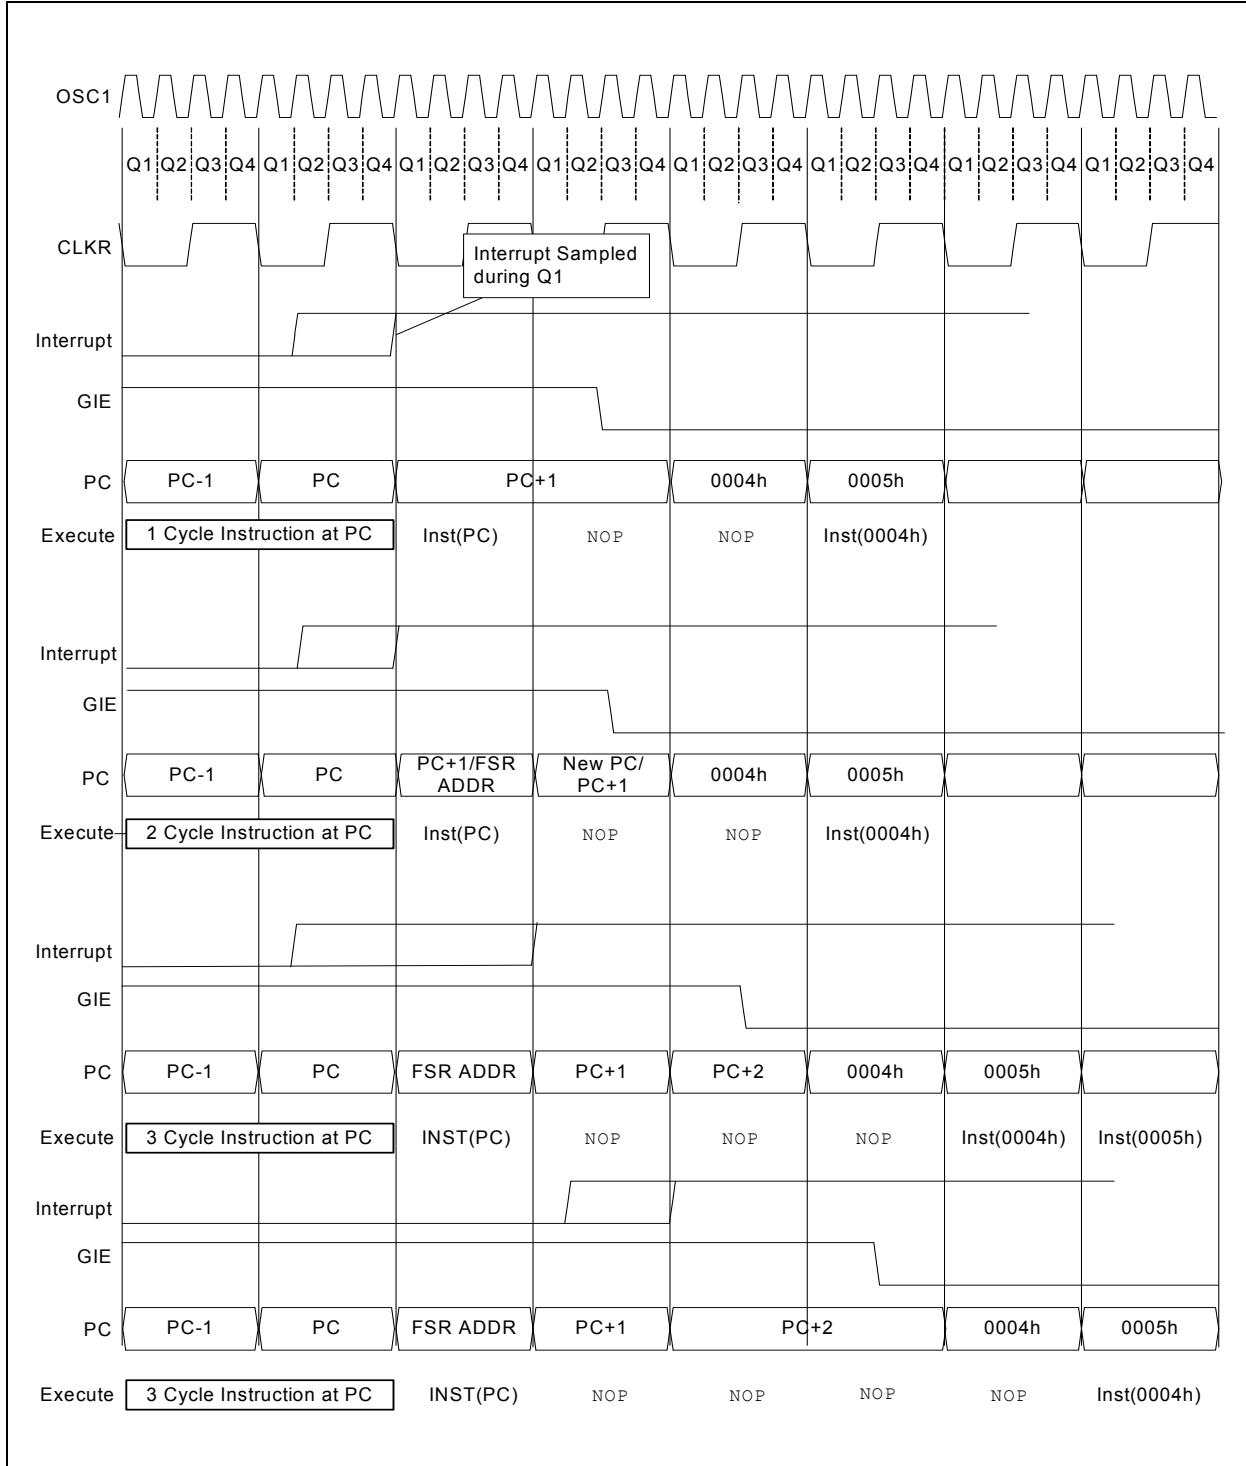 OSC1
Q1 Q2 Q3 Q4 Q1 Q2 Q3 Q4 Q1 Q2 Q3 Q4 Q1 Q2 Q3 Q4 Q1 Q2 Q3 Q4 Q1 Q2 Q3 Q4 Q1 Q2 Q3 Q4 Q1 Q2 Q3 Q4
CLKR
Interrupt Sampled
during Q1
Interrupt
GIE
PC PC-1 PC PC+1 0004h 0005h
Execute 1 Cycle Instruction at PC Inst(PC) NOP NOP Inst(0004h)
Interrupt
GIE
PC PC-1 PC PC+1/FSR ADDR New PC/ PC+1 0004h 0005h
Execute 2 Cycle Instruction at PC Inst(PC) NOP NOP Inst(0004h)
Interrupt
GIE
PC PC-1 PC FSR ADDR PC+1 PC+2 0004h 0005h
Execute 3 Cycle Instruction at PC INST(PC) NOP NOP NOP Inst(0004h) Inst(0005h)
Interrupt
GIE
PC PC-1 PC FSR ADDR PC+1 PC+2 0004h 0005h
Execute 3 Cycle Instruction at PC INST(PC) NOP NOP NOP NOP Inst(0004h)